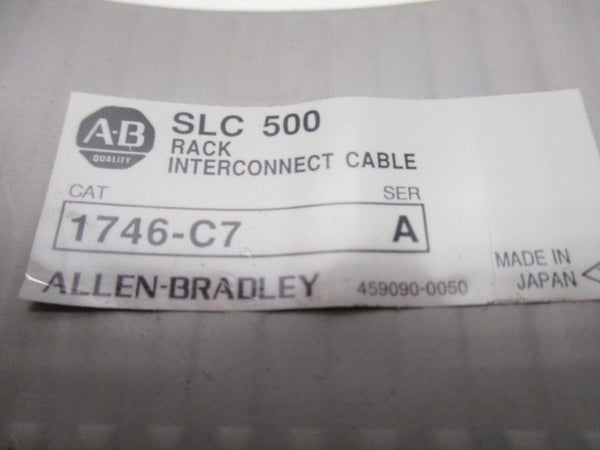 A-B
QUALITY
SLC 500
RACK
INTERCONNECT CABLE
CAT SER
1746-C7 A
ALLEN-BRADLEY 459090-0050
MADE IN
JAPAN